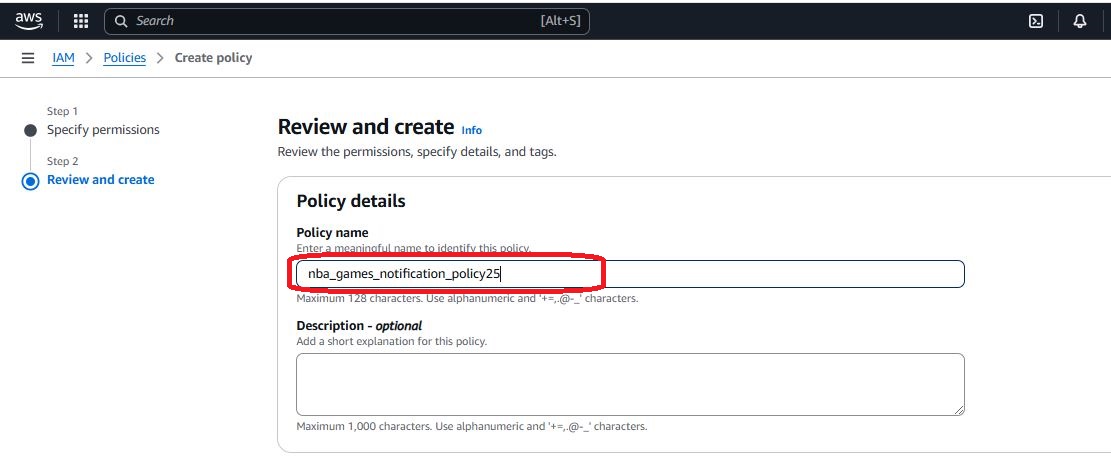 aws Search [Alt+S]
IAM > Policies > Create policy
Step 1
Specify permissions
Step 2
Review and create
Review and create Info
Review the permissions, specify details, and tags.
Policy details
Policy name
Enter a meaningful name to identify this policy.
nba_games_notification_policy25
Maximum 128 characters. Use alphanumeric and '+=,.@-_' characters.
Description - optional
Add a short explanation for this policy.
Maximum 1,000 characters. Use alphanumeric and '+=,.@-_' characters.